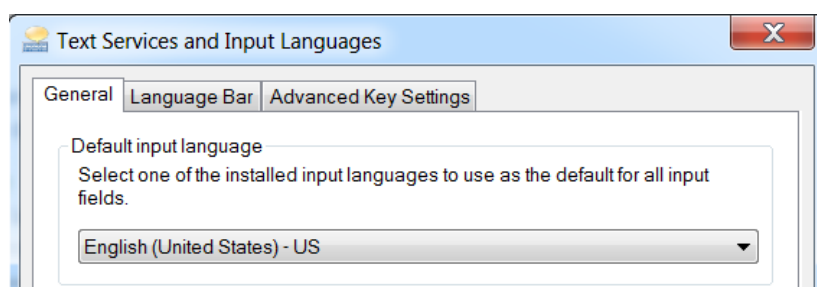 Text Services and Input Languages
General Language Bar Advanced Key Settings
Default input language
Select one of the installed input languages to use as the default for all input
fields.
English (United States) - US